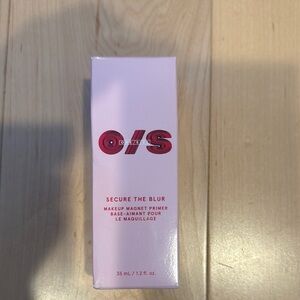 O/S
SECURE THE BLUR
MAKEUP MAGNET PRIMER
BASE-AIMANT POUR
LE MAQUILLAGE
35 mL / 1.2 fl. oz.